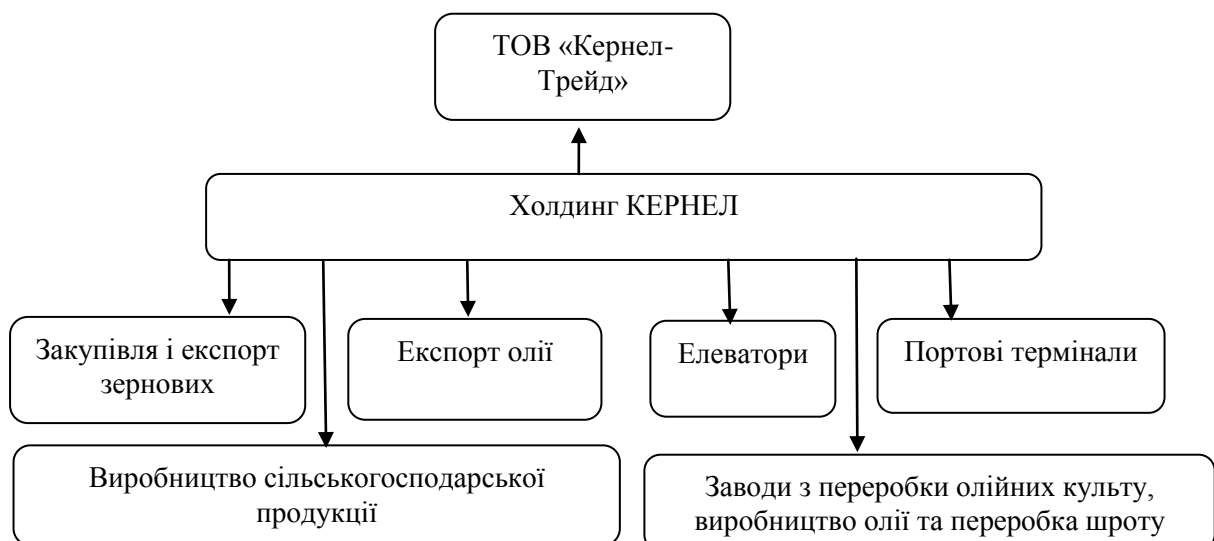 ТОВ «Кернел-
Трейд»
Холдинг КЕРНЕЛ
Закупівля і експорт
зернових
Експорт олії
Елеватори
Портові термінали
Виробництво сільськогосподарської
продукції
Заводи з переробки олійних культу,
виробництво олії та переробка шроту